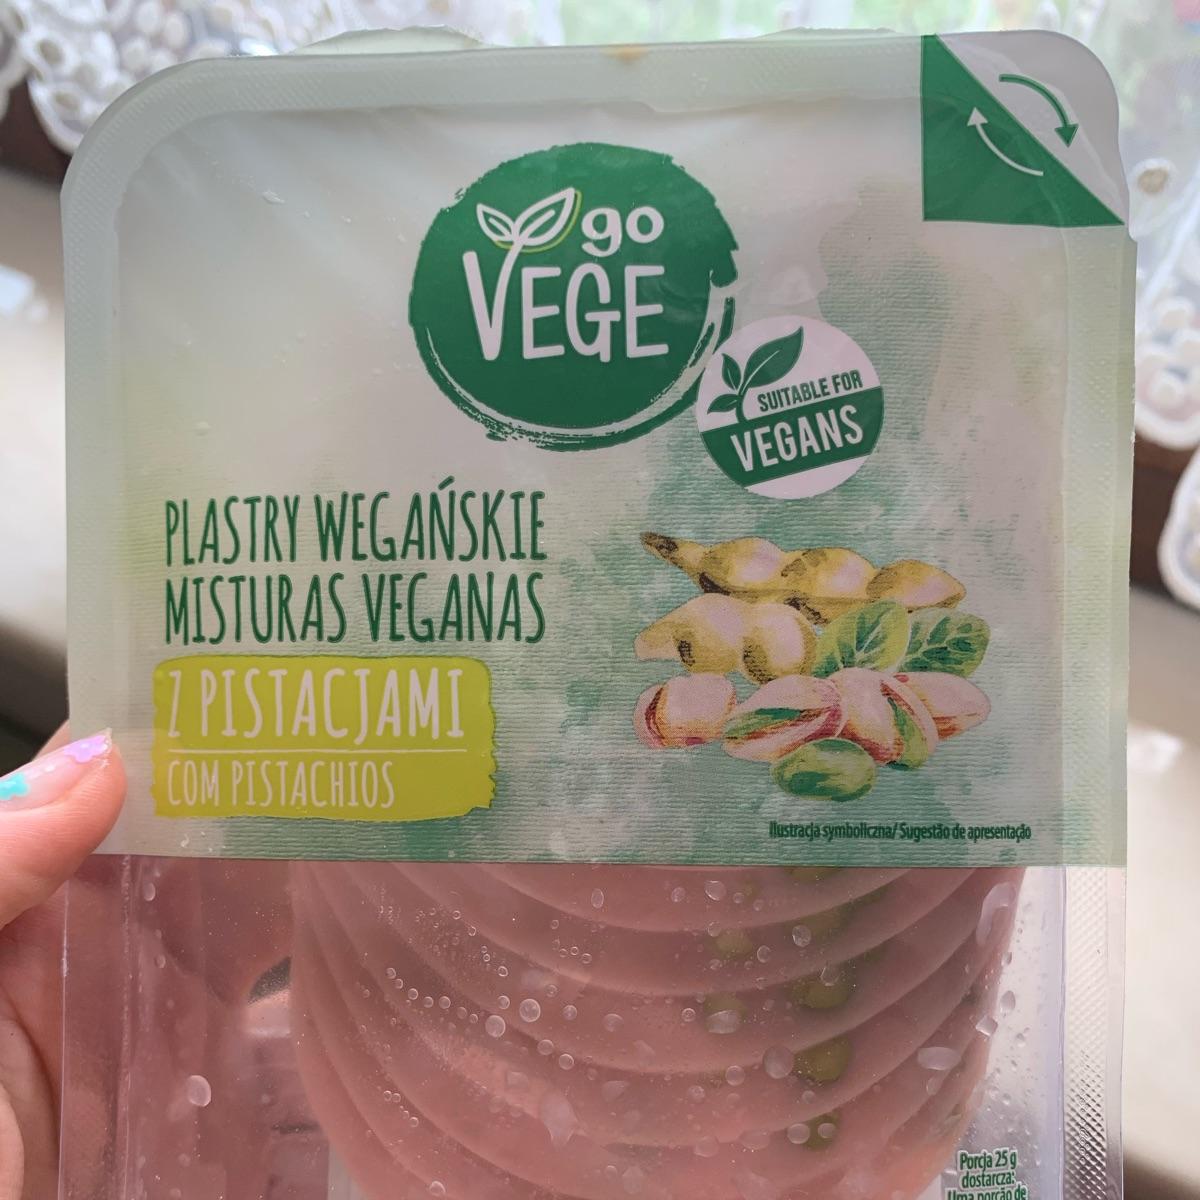 go
VEGE
SUITABLE FOR
VEGANS
PLASTRY WEGAŃSKIE
MISTURAS VEGANAS
Z PISTACJAMI
COM PISTACHIOS
Ilustracja symboliczna/ Sugestão de apresentação
Porcja 25 g
dostarcza:
Uma porção de